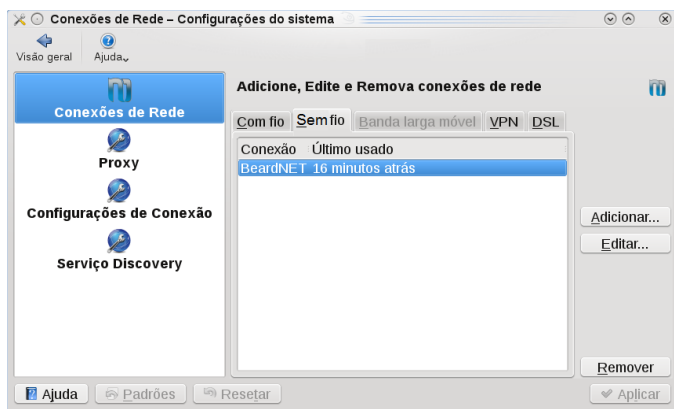 Conexões de Rede – Configurações do sistema
Visão geral
Ajuda
Conexões de Rede
Proxy
Configurações de Conexão
Serviço Discovery
Adicione, Edite e Remova conexões de rede
Com fio Sem fio Banda larga móvel VPN DSL
Conexão Último usado
BeardNET 16 minutos atrás
Adicionar...
Editar...
Remover
Ajuda Padrões Resetar Aplicar